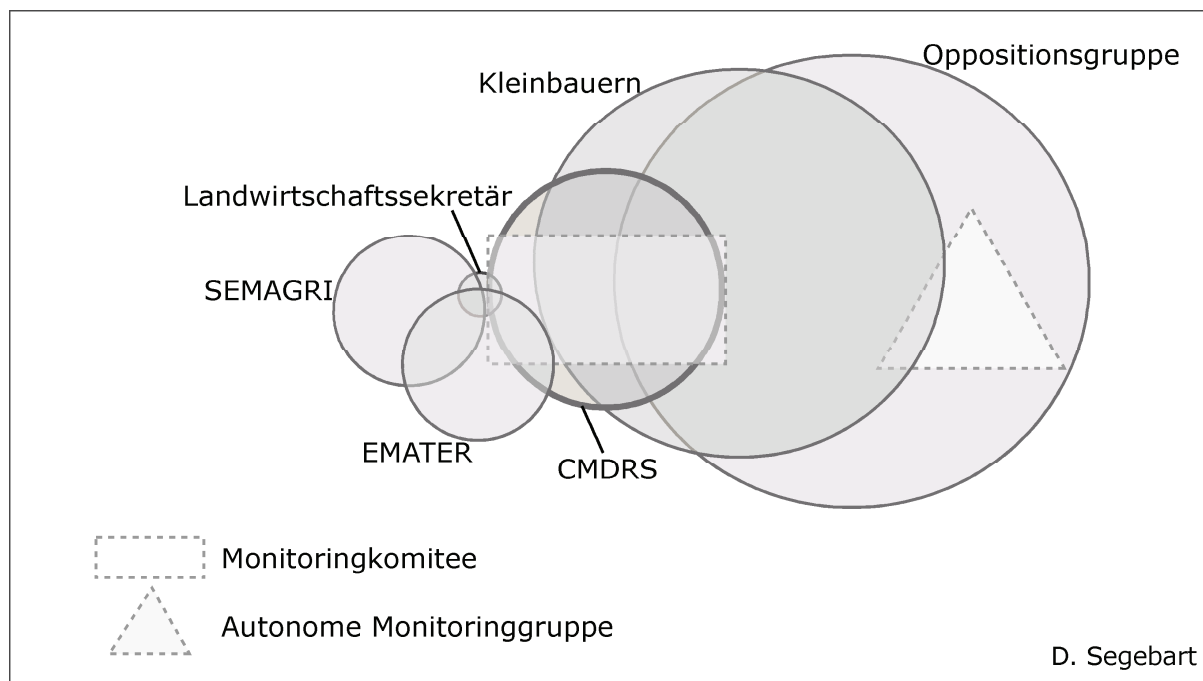 Oppositionsgruppe
Kleinbauern
Landwirtschaftssekretär
SEMAGRI
EMATER
CMDRS
Monitoringkomitee
Autonome Monitoringgruppe
D. Segebart